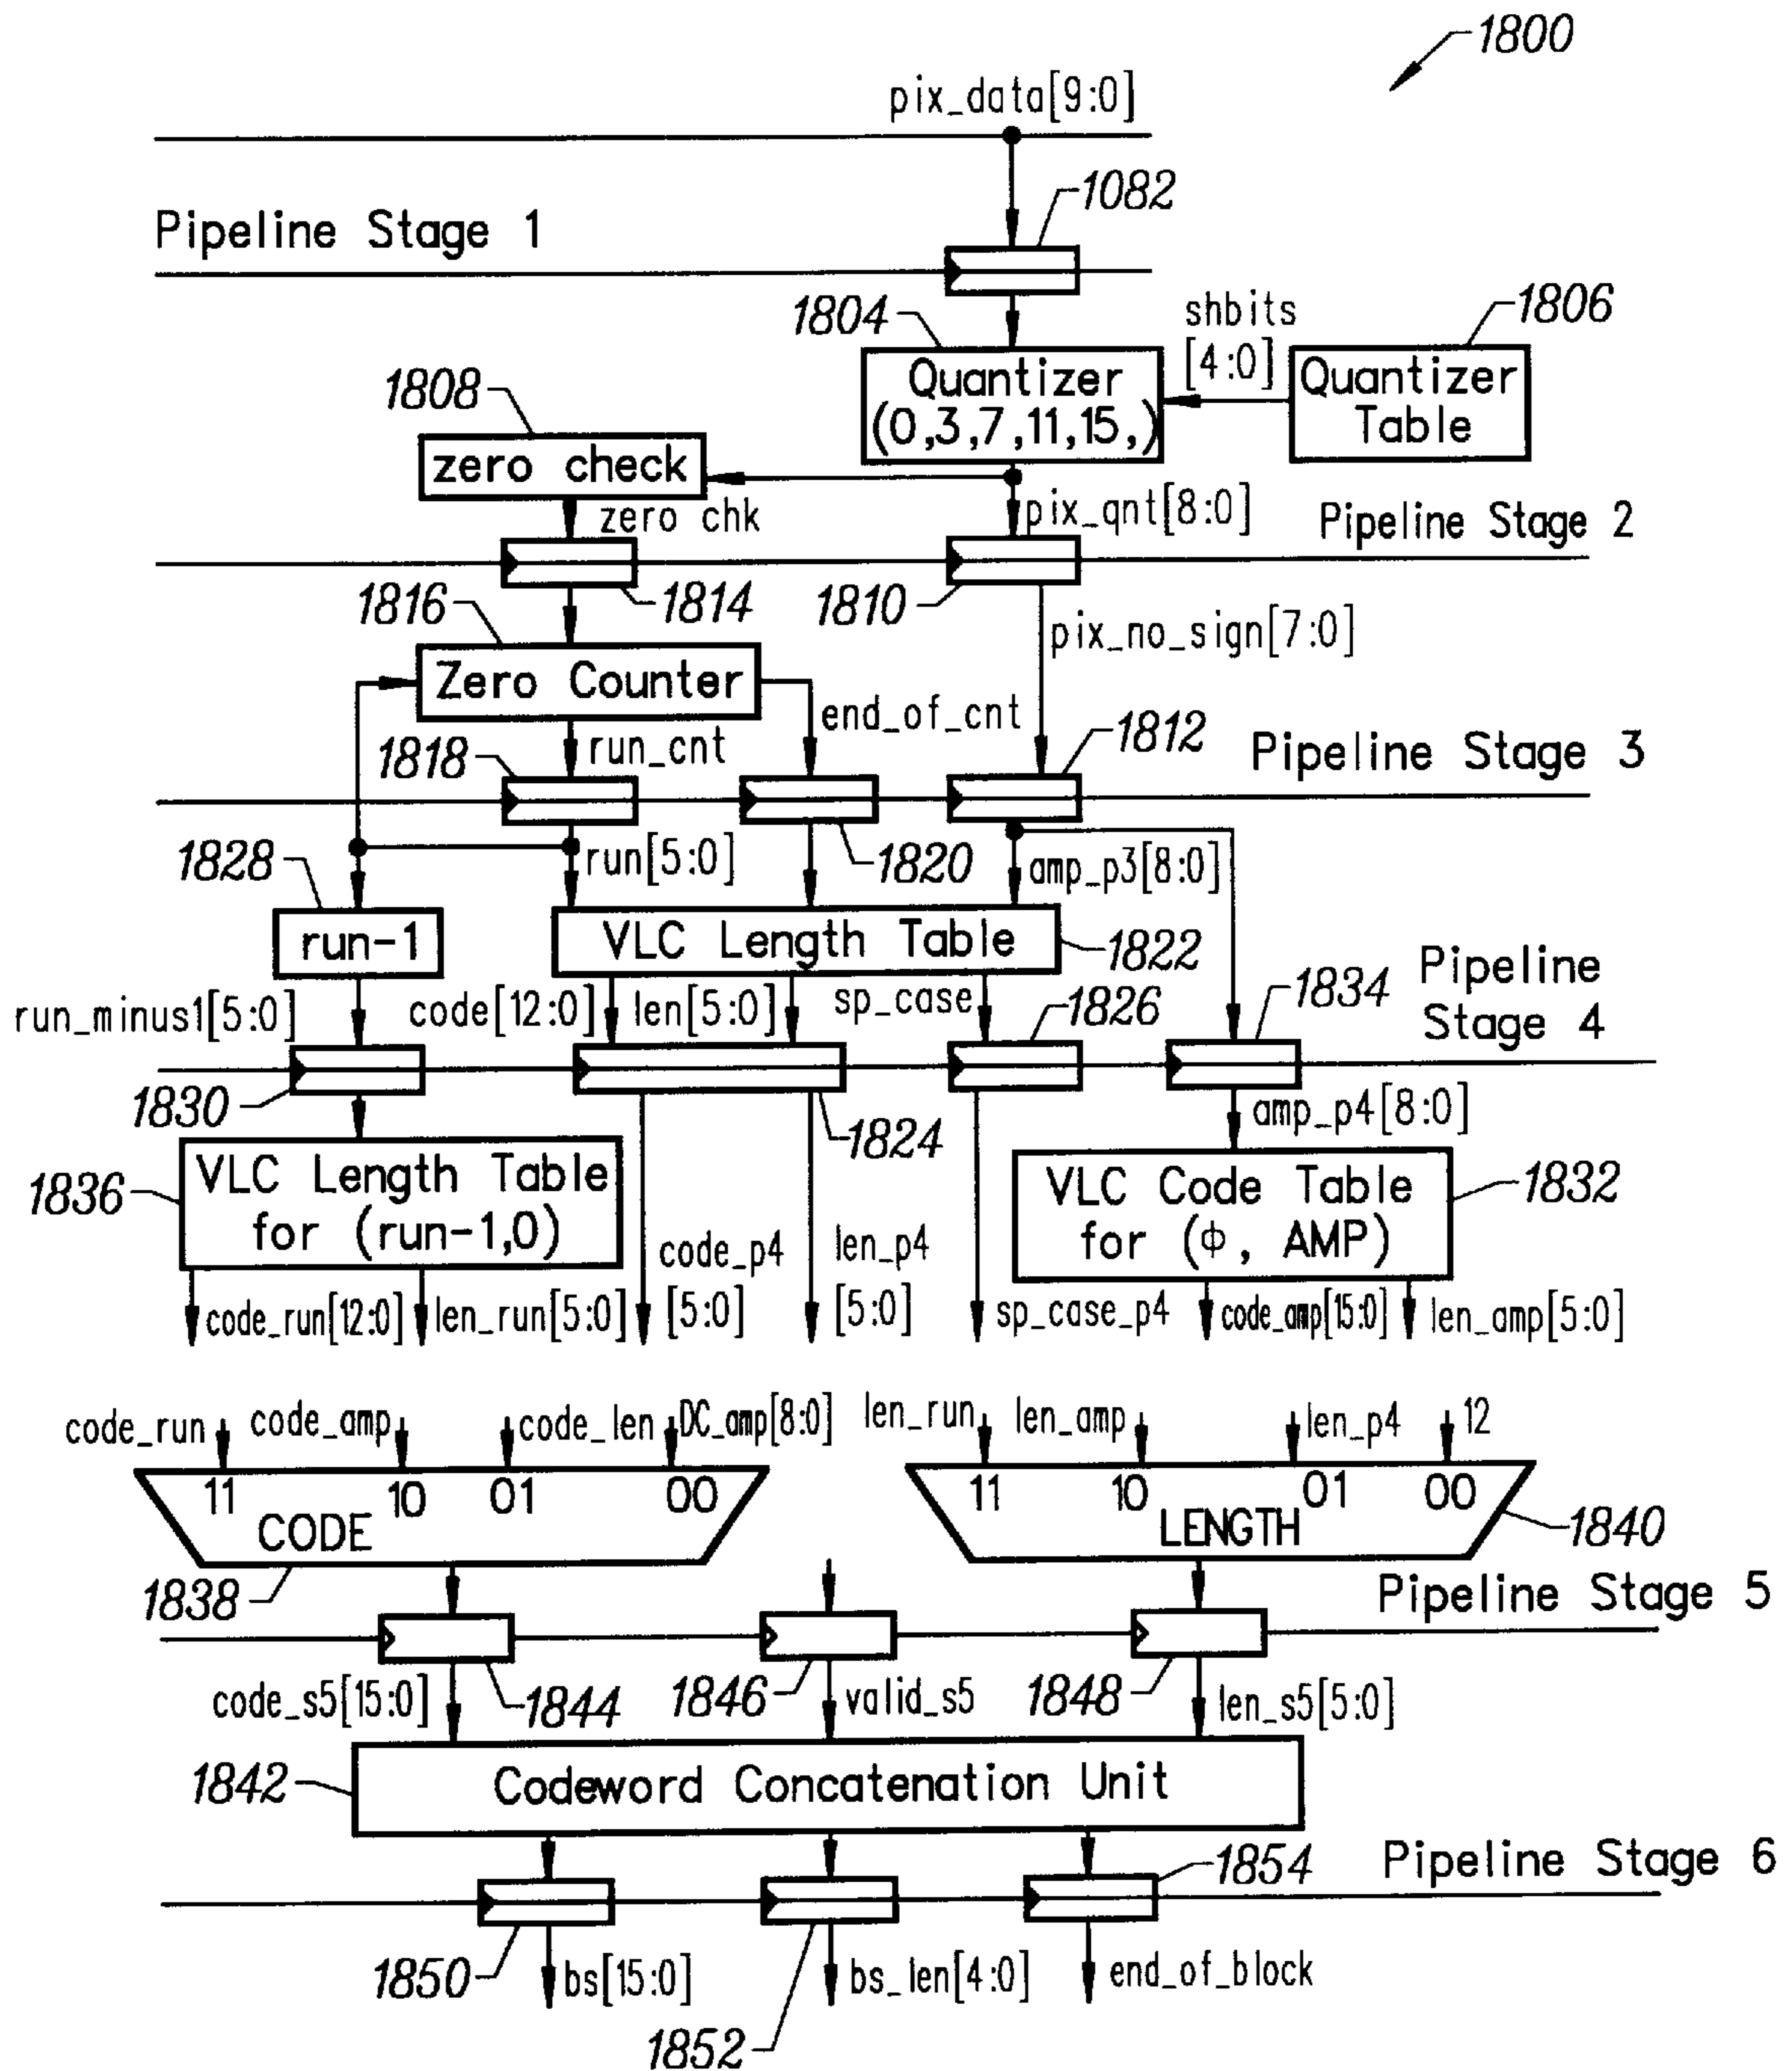 1800
pix_data[9:0]
1082
Pipeline Stage 1
1804
shbits
[4:0]
1806
Quantizer
(0,3,7,11,15,)
Quantizer
Table
1808
zero check
zero chk
pix_qnt[8:0]
Pipeline Stage 2
1816
1814
1810
pix_no_sign[7:0]
Zero Counter
end_of_cnt
1818
run_cnt
1812
Pipeline Stage 3
1828
run[5:0]
1820
amp_p3[8:0]
run-1
VLC Length Table
1822
Pipeline
Stage 4
run_minus1[5:0]
code[12:0]
len[5:0]
sp_case
1826
1834
1830
1824
amp_p4[8:0]
1836
VLC Length Table
for (run-1,0)
code_p4
[5:0]
len_p4
[5:0]
VLC Code Table
for (ϕ, AMP)
1832
code_run[12:0]
len_run[5:0]
sp_case_p4
code_amp[15:0]
len_amp[5:0]
code_run
code_amp
code_len
DC_amp[8:0]
len_run
len_amp
len_p4
12
11
10
01
00
CODE
11
10
01
00
LENGTH
1840
1838
Pipeline Stage 5
code_s5[15:0]
1844
1846
valid_s5
1848
len_s5[5:0]
1842
Codeword Concatenation Unit
1854
Pipeline Stage 6
1850
bs[15:0]
1852
bs_len[4:0]
end_of_block